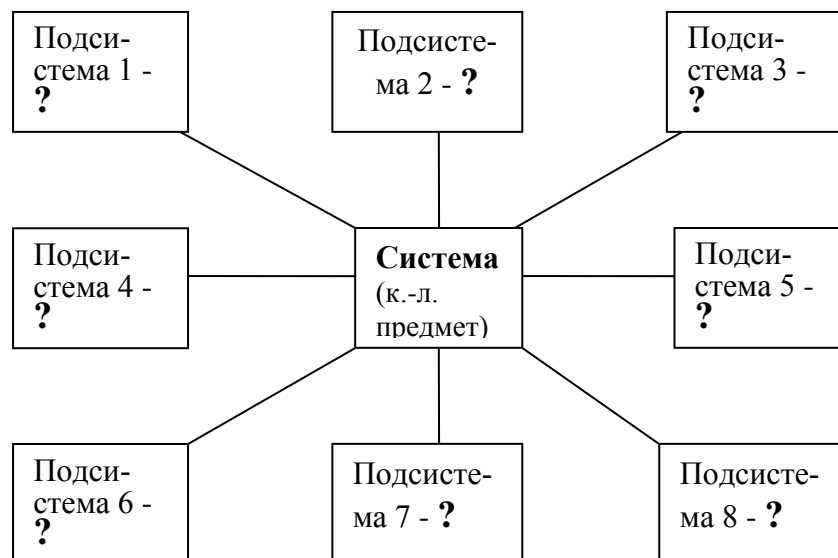 Подси-
стема 1 -
?
Подсисте-
ма 2 - ?
Подси-
стема 3 -
?
Подси-
стема 4 -
?
Система
(к.-л.
предмет)
Подси-
стема 5 -
?
Подси-
стема 6 -
?
Подсисте-
ма 7 - ?
Подсисте-
ма 8 - ?